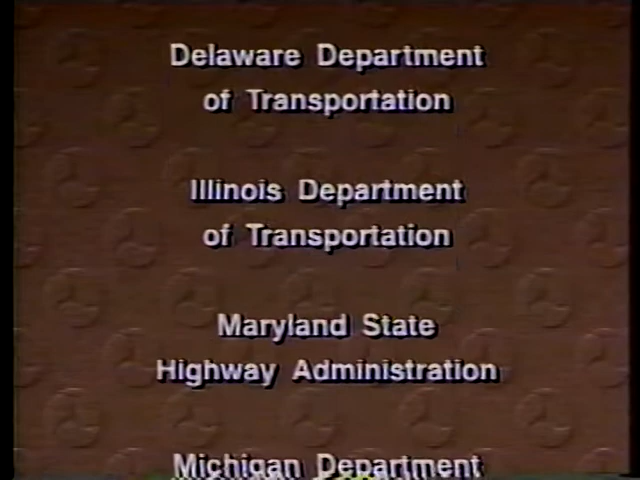 Delaware Department
of Transportation
Illinois Department
of Transportation
Maryland State
Highway Administration
Michigan Department